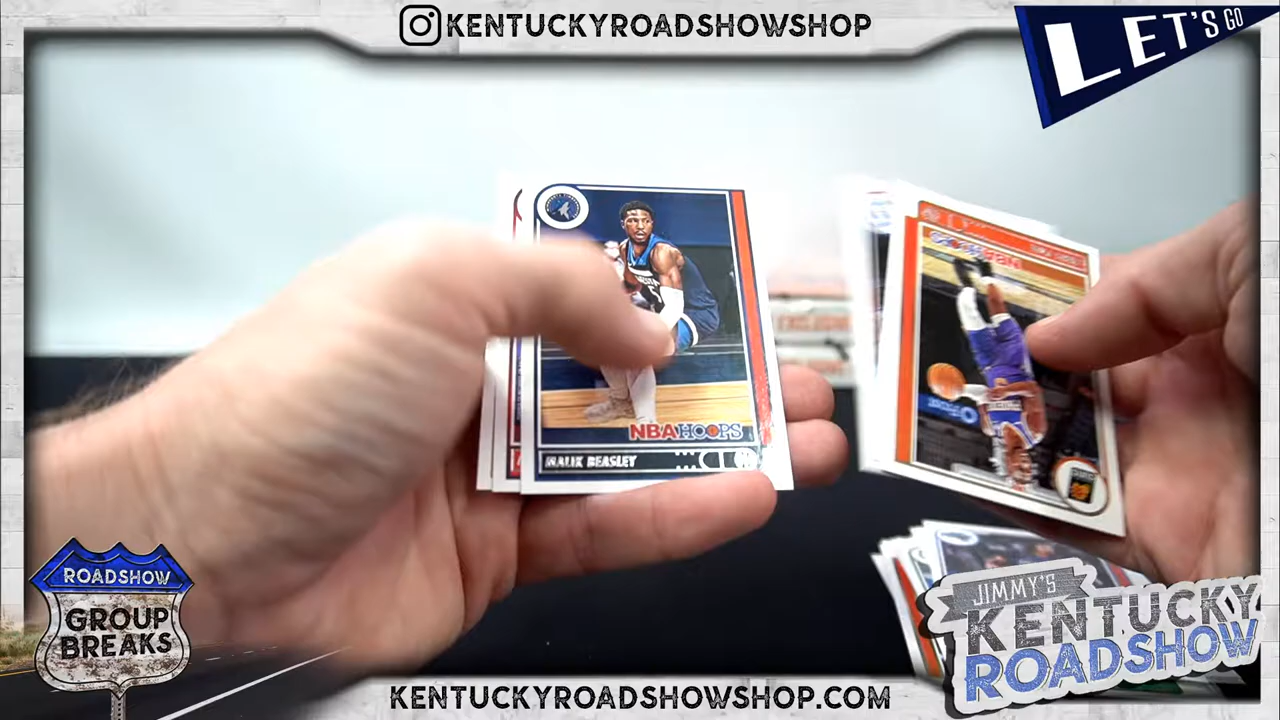 KENTUCKYROADSHOWSHOP
LET'S GO
NBA HOOPS
MALIK BEASLEY
ROADSHOW
GROUP
BREAKS
JIMMY'S
KENTUCKY
ROADSHOW
KENTUCKYROADSHOWSHOP.COM